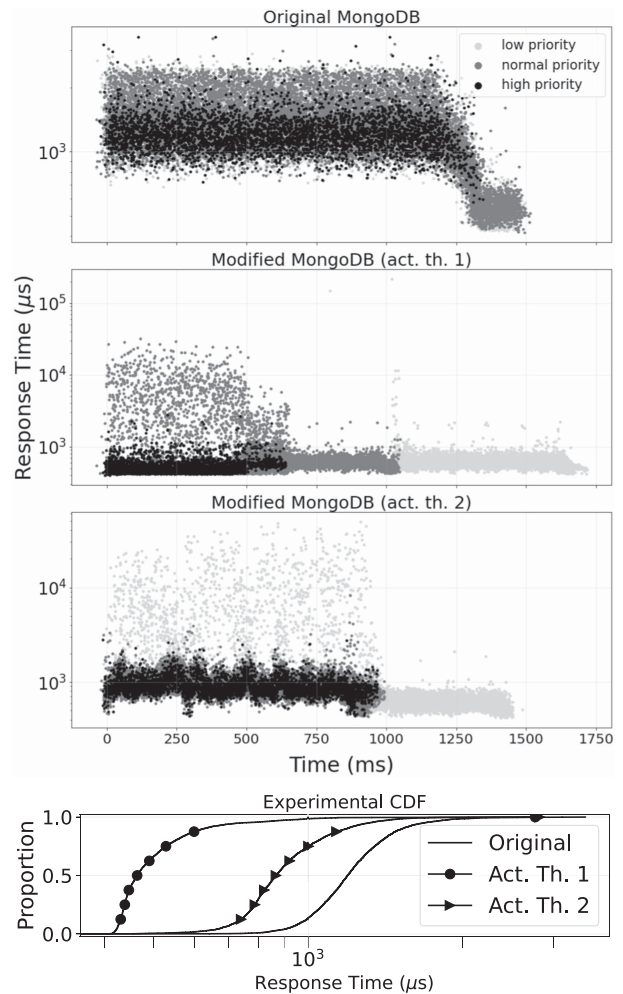 Original MongoDB
low priority
normal priority
high priority
10³
Modified MongoDB (act. th. 1)
10⁵
10⁴
10³
Response Time (μs)
Modified MongoDB (act. th. 2)
10⁴
10³
0 250 500 750 1000 1250 1500 1750
Time (ms)
Experimental CDF
1.0
0.5
0.0
Proportion
Original
Act. Th. 1
Act. Th. 2
10³
Response Time (μs)